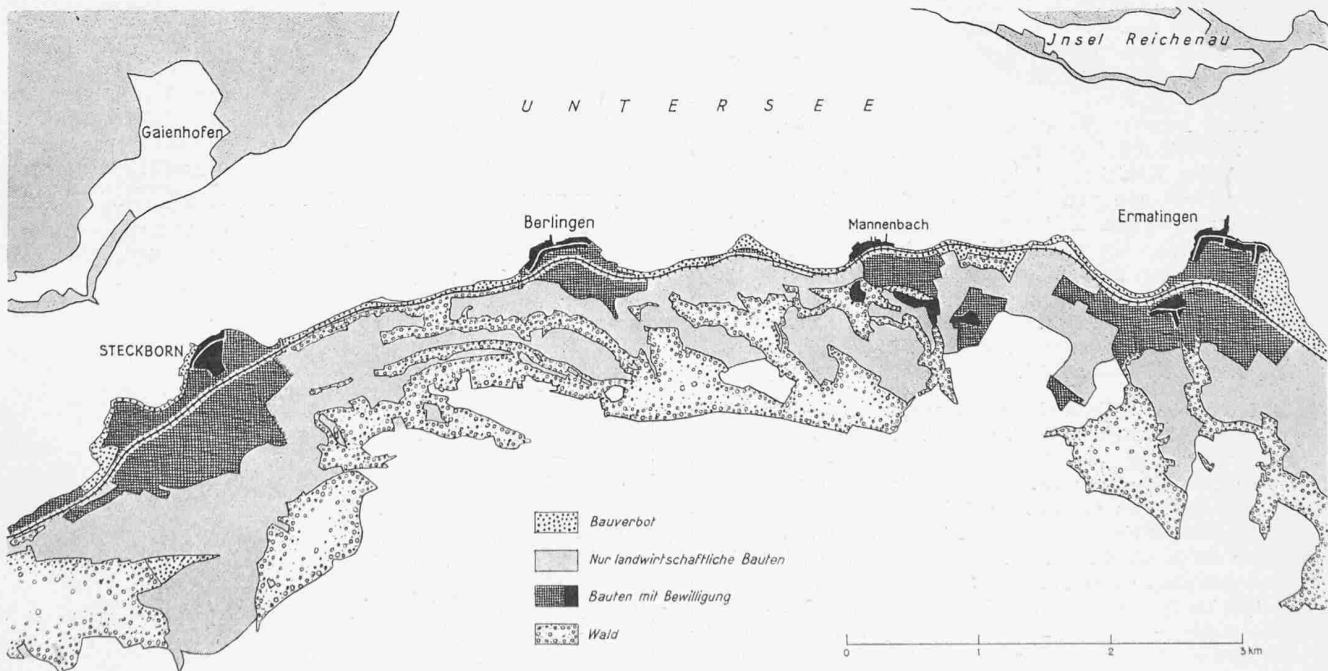 Jnsel Reichenau
UNTERSEE
Gaienhofen
Berlingen
Mannenbach
Ermatingen
STECKBORN
Bauverbot
Nur landwirtschaftliche Bauten
Bauten mit Bewilligung
Wald
0 1 2 3 km